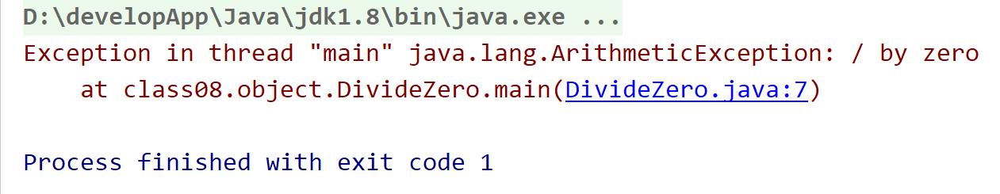 D:\developApp\Java\jdk1.8\bin\java.exe ...
Exception in thread "main" java.lang.ArithmeticException: / by zero
    at class08.object.DivideZero.main(DivideZero.java:7)
Process finished with exit code 1